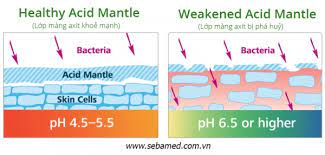 Healthy Acid Mantle
(Lớp màng axit khoẻ mạnh)
Bacteria
Acid Mantle
Skin Cells
pH 4.5–5.5
Weakened Acid Mantle
(Lớp màng axit bị phá huỷ)
Bacteria
pH 6.5 or higher
www.sebamed.com.vn